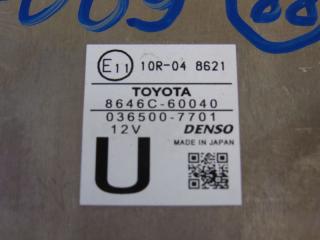 E11 10R-04 8621
TOYOTA
8646C-60040
036500-7701
12V DENSO
MADE IN JAPAN
U